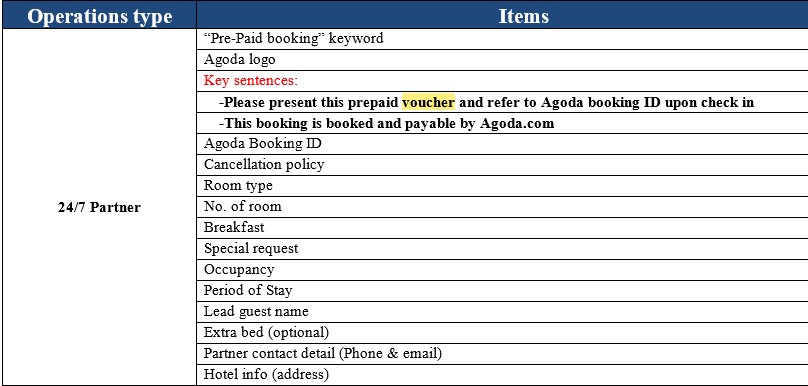 Operations type
Items
24/7 Partner
“Pre-Paid booking” keyword
Agoda logo
Key sentences:
-Please present this prepaid voucher and refer to Agoda booking ID upon check in
-This booking is booked and payable by Agoda.com
Agoda Booking ID
Cancellation policy
Room type
No. of room
Breakfast
Special request
Occupancy
Period of Stay
Lead guest name
Extra bed (optional)
Partner contact detail (Phone & email)
Hotel info (address)